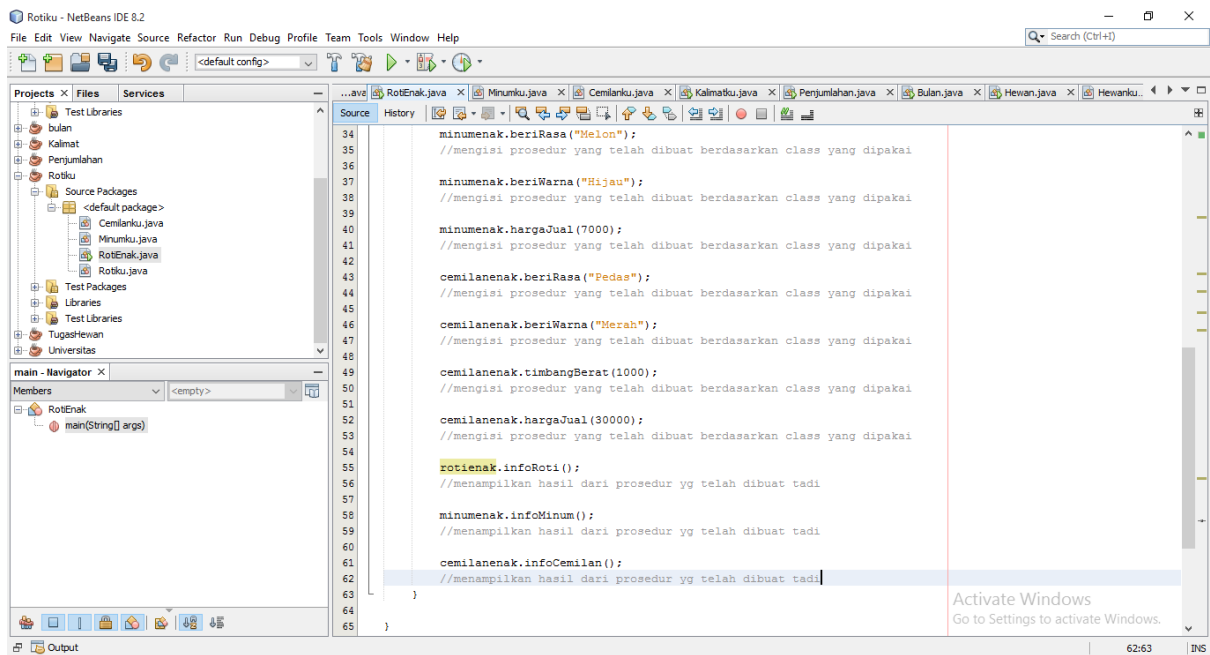 Rotiku - NetBeans IDE 8.2
File Edit View Navigate Source Refactor Run Debug Profile Team Tools Window Help
Search (Ctrl+I)
<default config>
Projects Files Services
...ava RotiEnak.java Minumku.java Cemilanku.java Kalimatku.java Penjumlahan.java Bulan.java Hewan.java Hewanku...
Source History
Test Libraries
bulan
Kalimat
Penjumlahan
Rotiku
Source Packages
<default package>
Cemilanku.java
Minumku.java
RotiEnak.java
Rotiku.java
Test Packages
Libraries
Test Libraries
TugasHewan
Universitas
main - Navigator
Members <empty>
RotiEnak
main(String[] args)
34 minumenak.beriRasa("Melon");
35 //mengisi prosedur yang telah dibuat berdasarkan class yang dipakai
36
37 minumenak.beriWarna("Hijau");
38 //mengisi prosedur yang telah dibuat berdasarkan class yang dipakai
39
40 minumenak.hargaJual(7000);
41 //mengisi prosedur yang telah dibuat berdasarkan class yang dipakai
42
43 cemilanenak.beriRasa("Pedas");
44 //mengisi prosedur yang telah dibuat berdasarkan class yang dipakai
45
46 cemilanenak.beriWarna("Merah");
47 //mengisi prosedur yang telah dibuat berdasarkan class yang dipakai
48
49 cemilanenak.timbangBerat(1000);
50 //mengisi prosedur yang telah dibuat berdasarkan class yang dipakai
51
52 cemilanenak.hargaJual(30000);
53 //mengisi prosedur yang telah dibuat berdasarkan class yang dipakai
54
55 rotienak.infoRoti();
56 //menampilkan hasil dari prosedur yg telah dibuat tadi
57
58 minumenak.infoMinum();
59 //menampilkan hasil dari prosedur yg telah dibuat tadi
60
61 cemilanenak.infoCemilan();
62 //menampilkan hasil dari prosedur yg telah dibuat tadi
63 }
64
65 }
Activate Windows
Go to Settings to activate Windows.
Output
62:63 INS